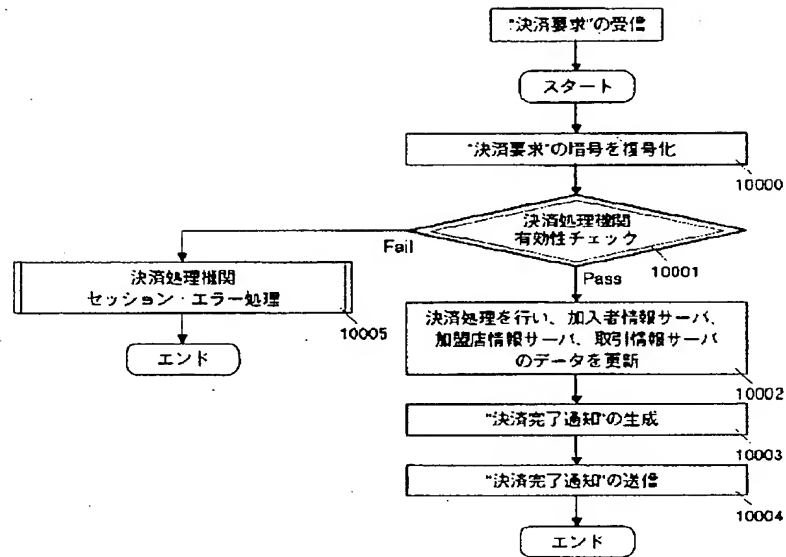 “決済要求”の受信
スタート
“決済要求”の暗号を復号化
10000
決済処理機関
有効性チェック
10001
Fail
Pass
決済処理機関
セッション・エラー処理
10005
エンド
決済処理を行い、加入者情報サーバ、
加盟店情報サーバ、取引情報サーバ
のデータを更新
10002
“決済完了通知”の生成
10003
“決済完了通知”の送信
10004
エンド